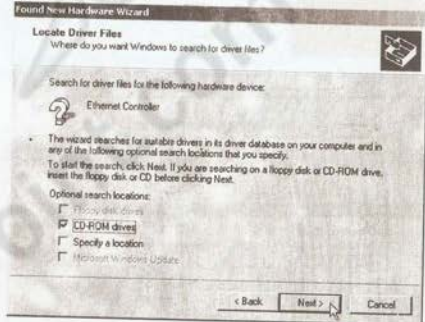 Found New Hardware Wizard
Locate Driver Files
Where do you want Windows to search for driver files?
Search for driver files for the following hardware device:
Ethernet Controller
The wizard searches for suitable drivers in its driver database on your computer and in
any of the following optional search locations that you specify.
To start the search, click Next. If you are searching on a floppy disk or CD-ROM drive,
insert the floppy disk or CD before clicking Next.
Optional search locations:
Floppy disk drives
CD-ROM drives
Specify a location
Microsoft Windows Update
< Back
Next >
Cancel